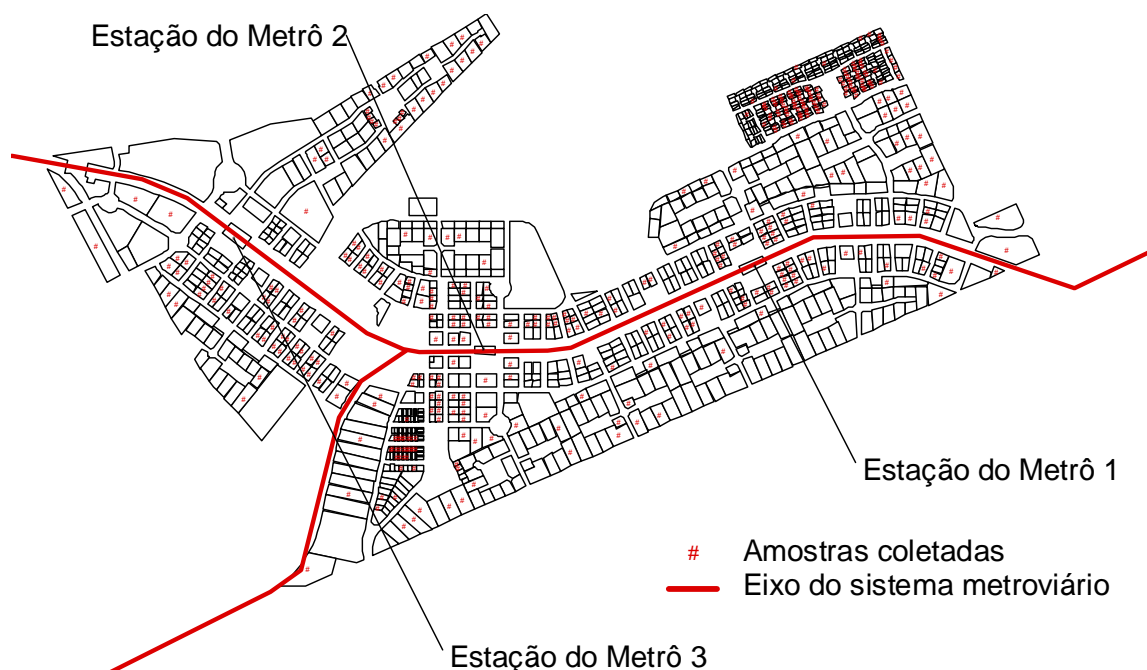 Estação do Metrô 2
Estação do Metrô 1
# Amostras coletadas
Eixo do sistema metroviário
Estação do Metrô 3